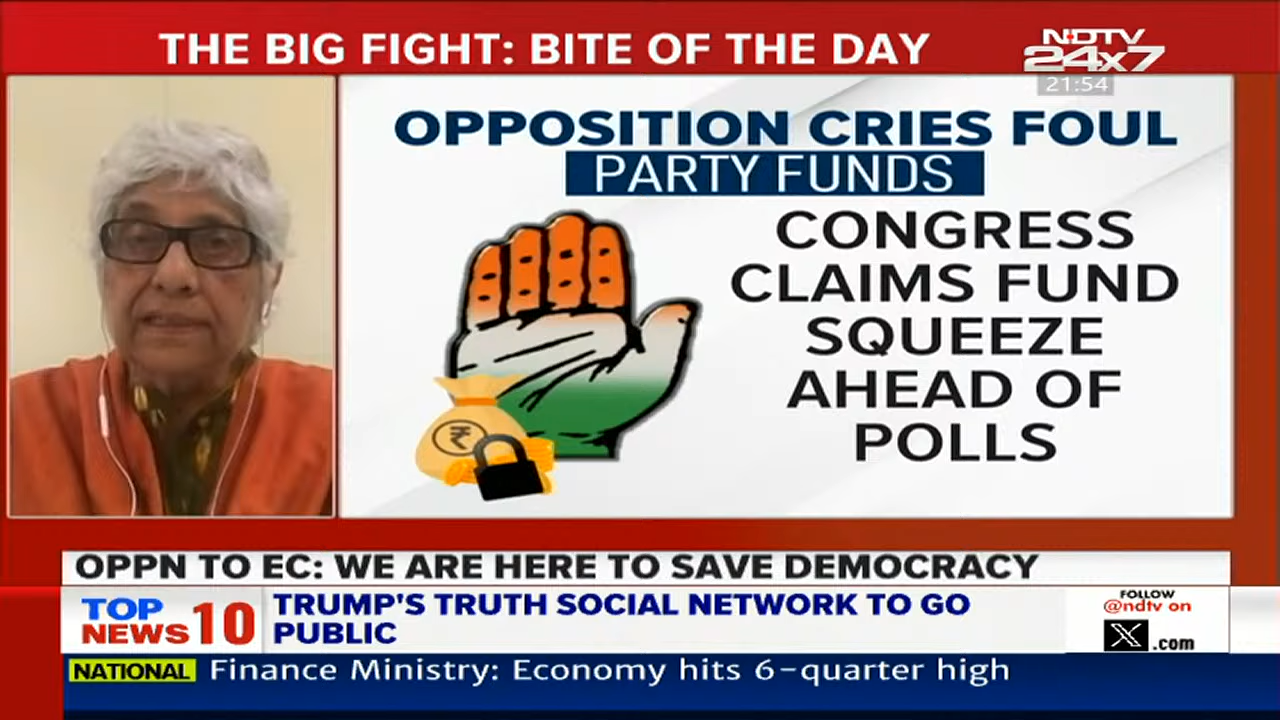 THE BIG FIGHT: BITE OF THE DAY
NDTV
24x7
21:54
OPPOSITION CRIES FOUL
PARTY FUNDS
CONGRESS
CLAIMS FUND
SQUEEZE
AHEAD OF
POLLS
₹
OPPN TO EC: WE ARE HERE TO SAVE DEMOCRACY
TOP
NEWS 10
TRUMP'S TRUTH SOCIAL NETWORK TO GO
PUBLIC
FOLLOW
@ndtv on
X.com
NATIONAL Finance Ministry: Economy hits 6-quarter high